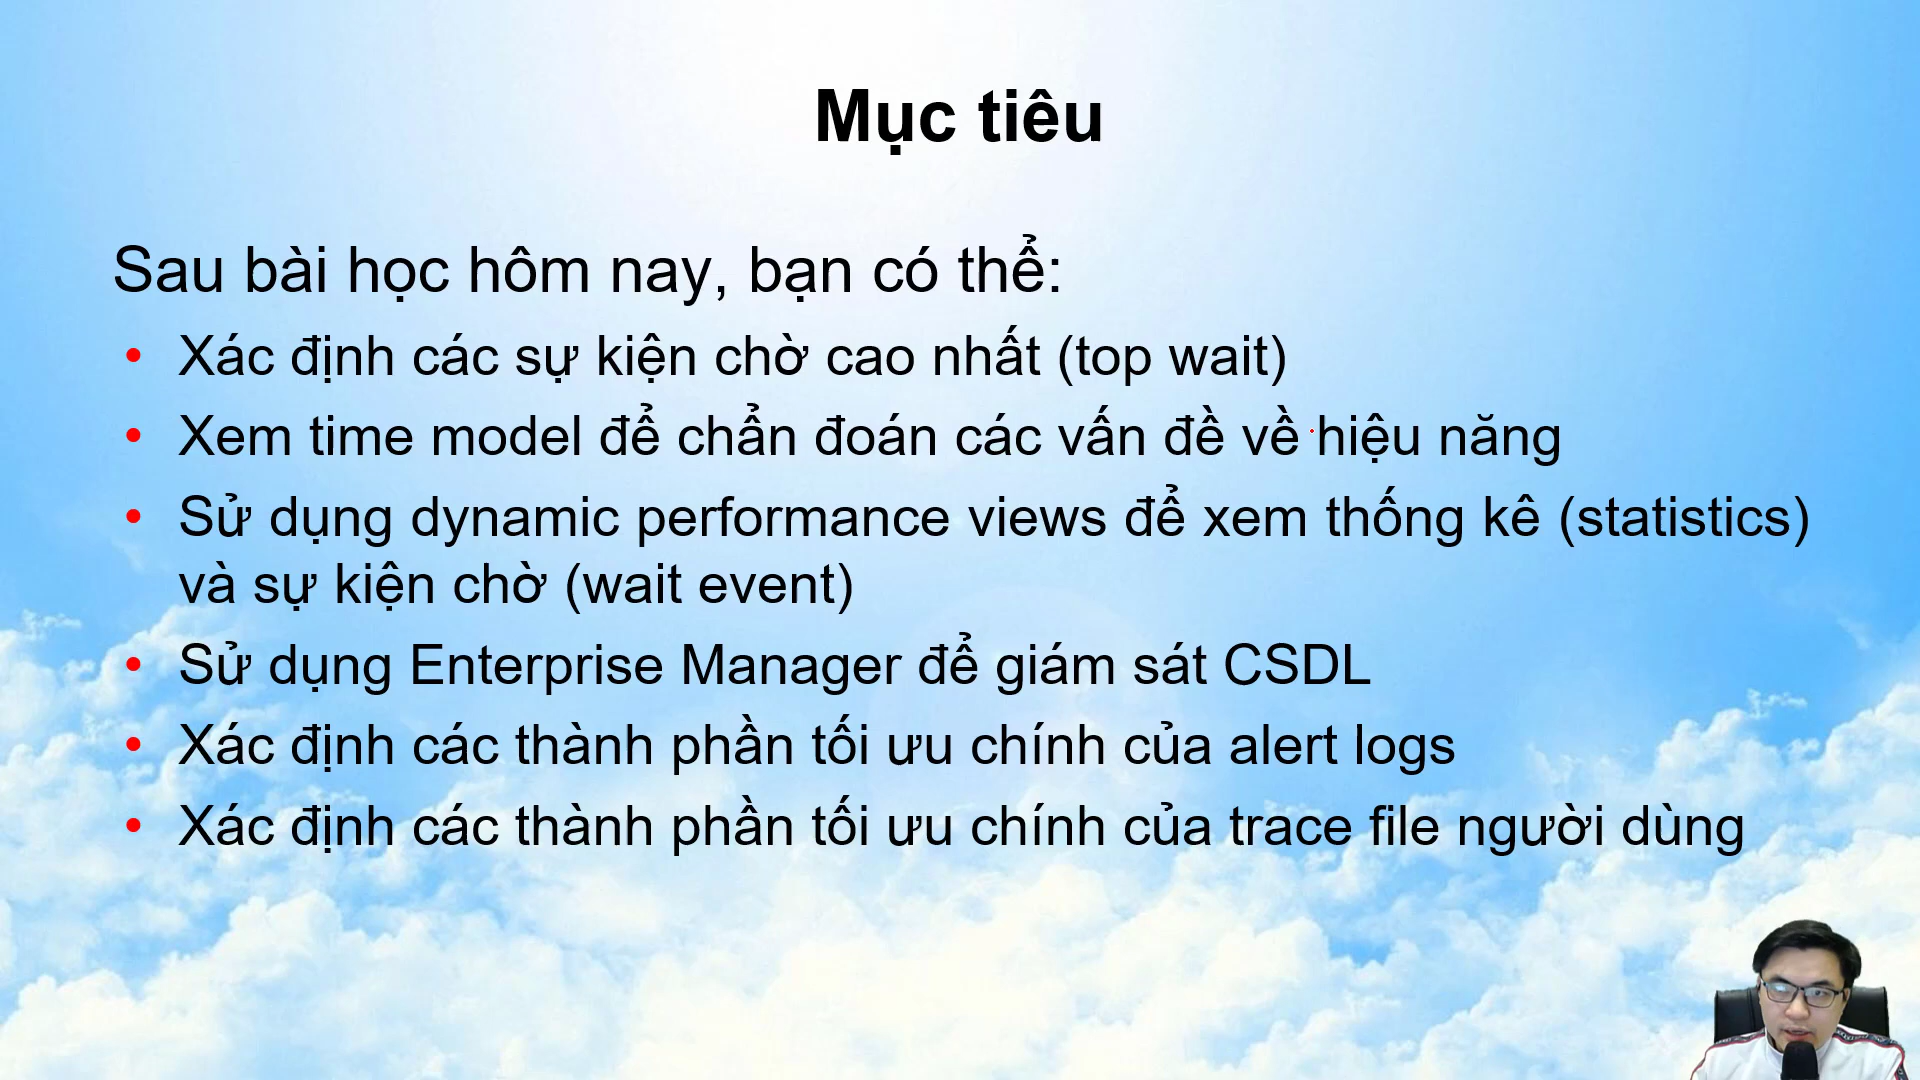 Mục tiêu
Sau bài học hôm nay, bạn có thể:
• Xác định các sự kiện chờ cao nhất (top wait)
• Xem time model để chẩn đoán các vấn đề về hiệu năng
• Sử dụng dynamic performance views để xem thống kê (statistics)
và sự kiện chờ (wait event)
• Sử dụng Enterprise Manager để giám sát CSDL
• Xác định các thành phần tối ưu chính của alert logs
• Xác định các thành phần tối ưu chính của trace file người dùng